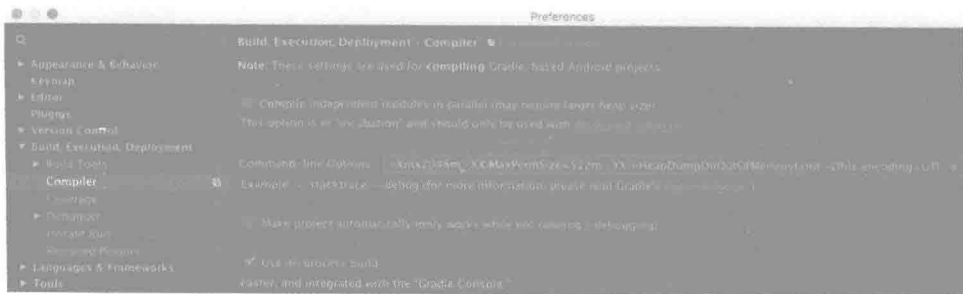 Preferences
Build, Execution, Deployment › Compiler
Appearance & Behavior
Note: These settings are used for compiling Gradle-based Android projects.
Keymap
Editor
Compile independent modules in parallel (may require larger heap size)
Plugins
This option is in "incubation" and should only be used with
Version Control
Build, Execution, Deployment
Build Tools
Command-line Options:
Compiler
Example: --stacktrace --debug (for more information, please read Gradle's
Coverage
Debugger
Make project automatically (only works while not running / debugging)
Instant Run
Required Plugins
Use in-process build
Languages & Frameworks
Faster, and integrated with the "Gradle Console"
Tools